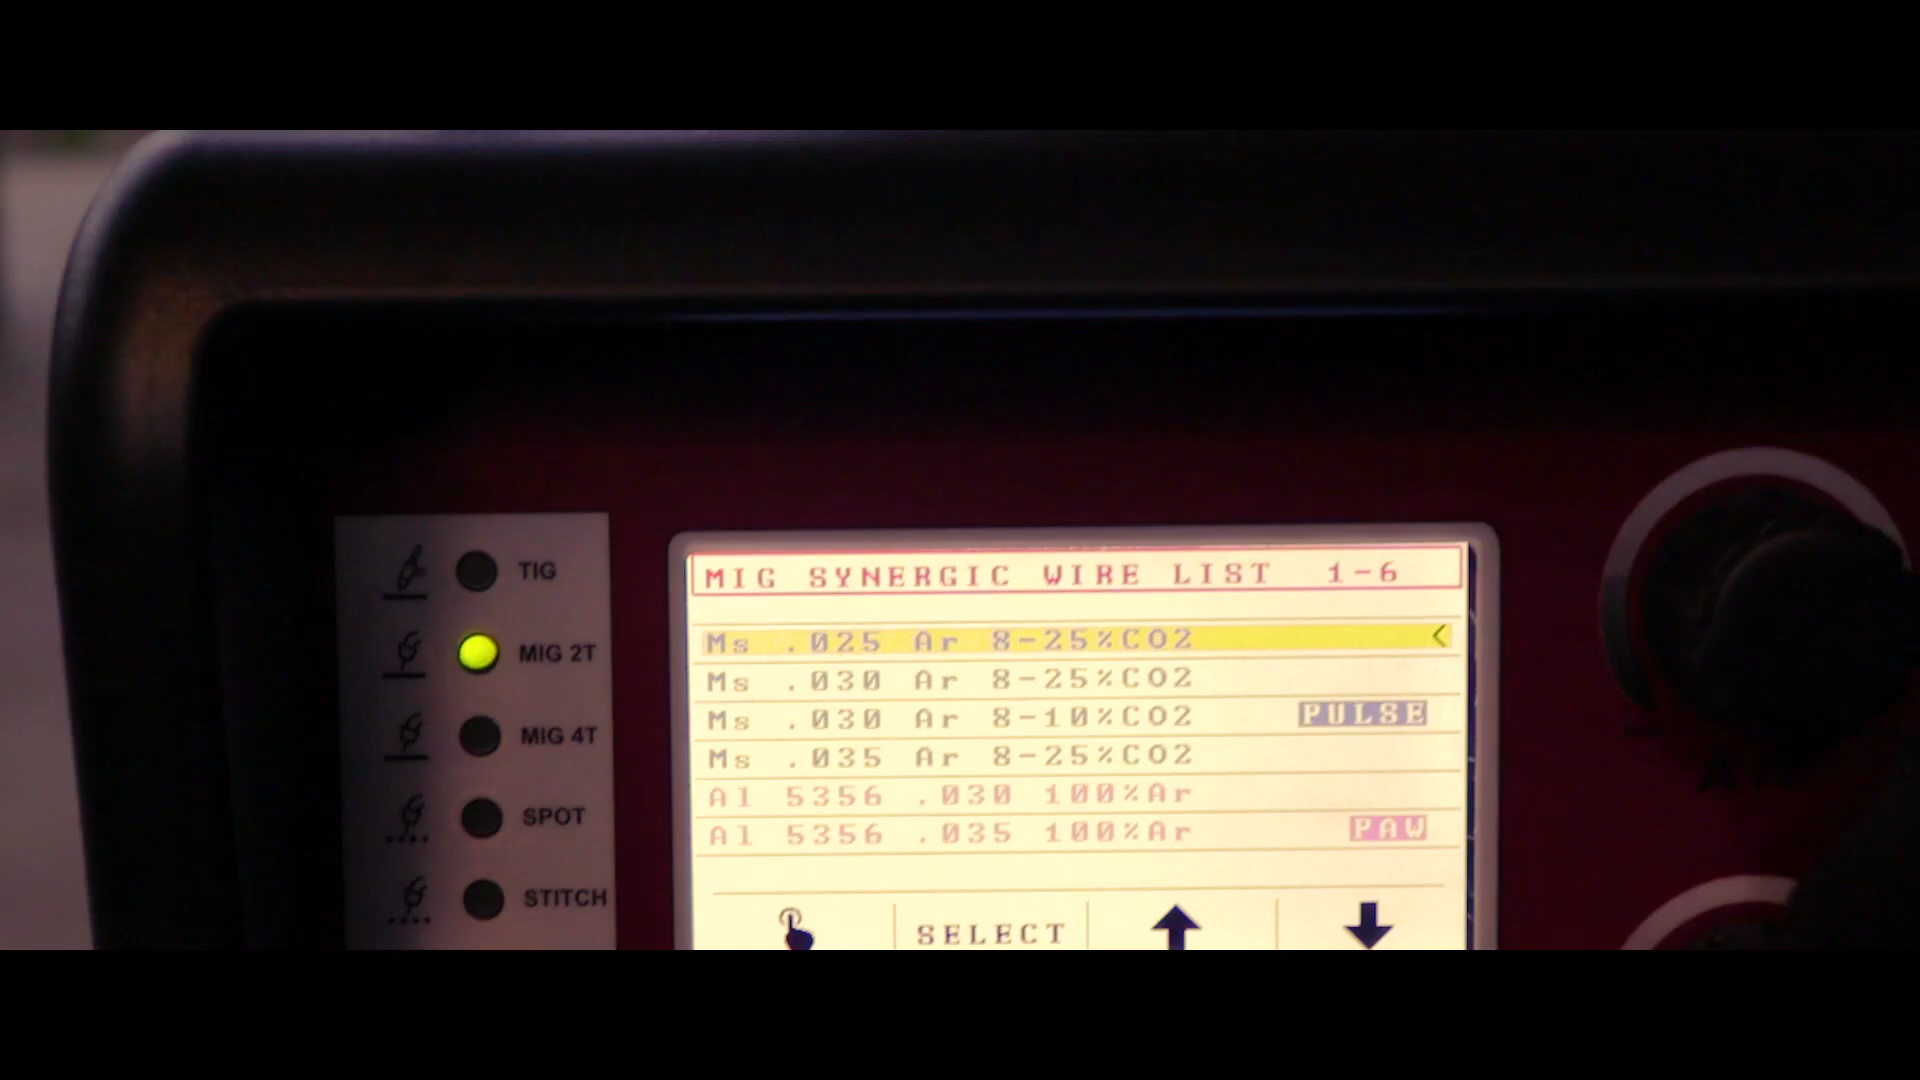 TIG
MIG 2T
MIG 4T
SPOT
STITCH
MIG SYNERGIC WIRE LIST 1-6
Ms .025 Ar 8-25%CO2 <
Ms .030 Ar 8-25%CO2
Ms .030 Ar 8-10%CO2 PULSE
Ms .035 Ar 8-25%CO2
Al 5356 .030 100%Ar
Al 5356 .035 100%Ar PAW
SELECT